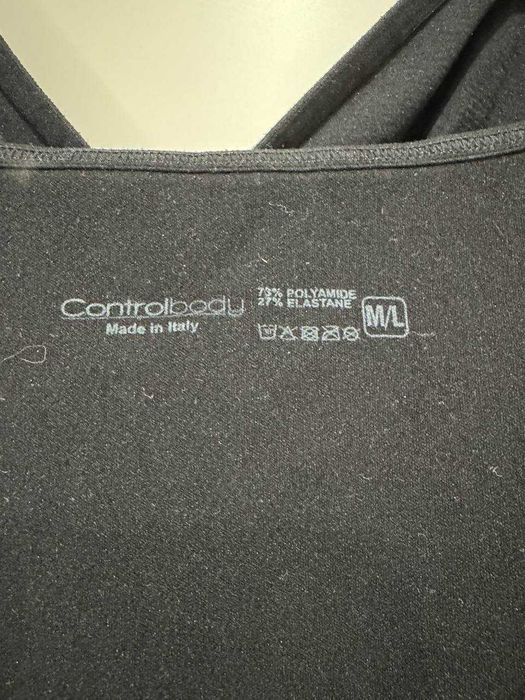 Controlbody
Made in Italy
73% POLYAMIDE
27% ELASTANE
M/L